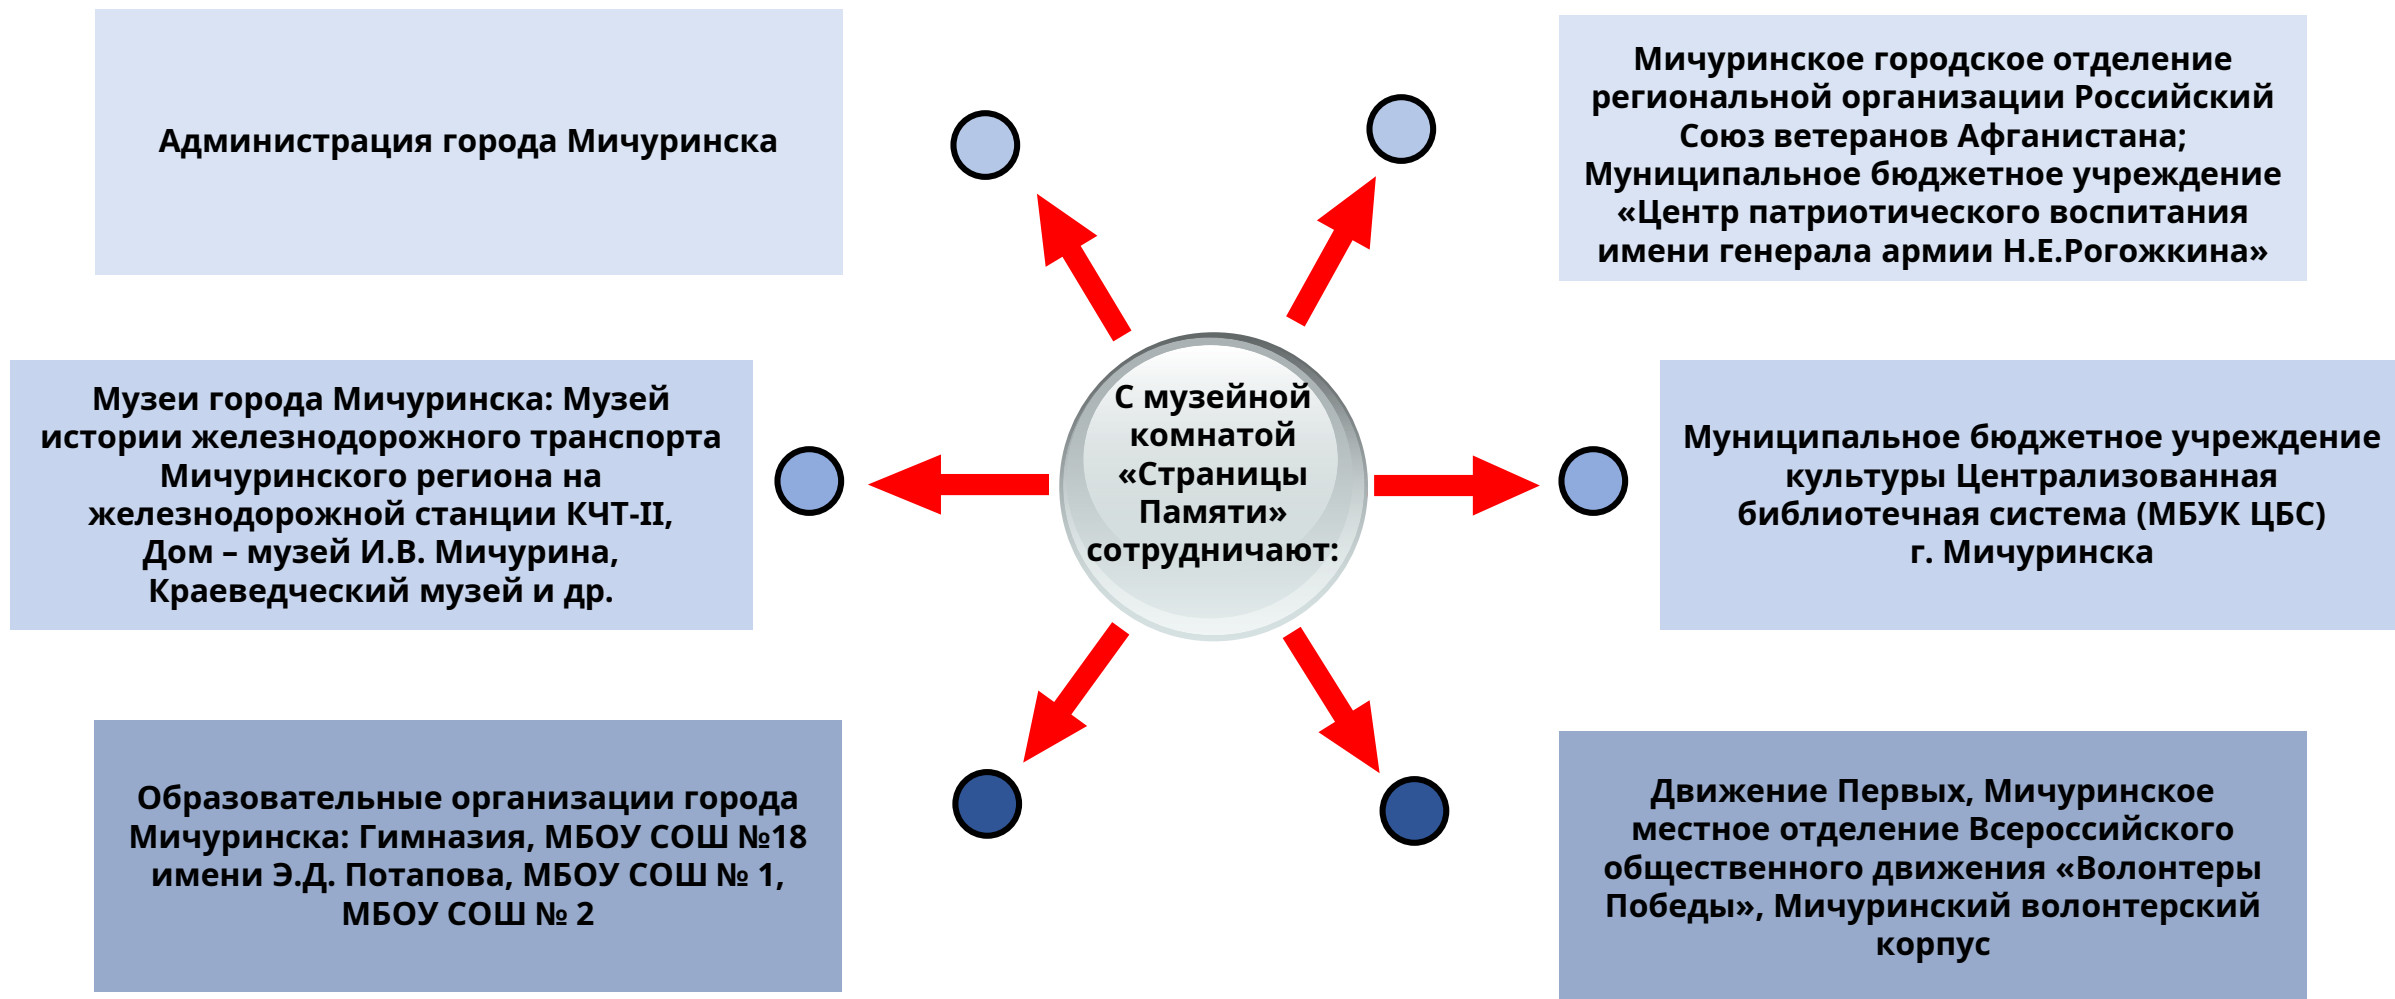 Администрация города Мичуринска
Мичуринское городское отделение
региональной организации Российский
Союз ветеранов Афганистана;
Муниципальное бюджетное учреждение
«Центр патриотического воспитания
имени генерала армии Н.Е.Рогожкина»
Музеи города Мичуринска: Музей
истории железнодорожного транспорта
Мичуринского региона на
железнодорожной станции КЧТ-II,
Дом – музей И.В. Мичурина,
Краеведческий музей и др.
С музейной
комнатой
«Страницы
Памяти»
сотрудничают:
Муниципальное бюджетное учреждение
культуры Централизованная
библиотечная система (МБУК ЦБС)
г. Мичуринска
Образовательные организации города
Мичуринска: Гимназия, МБОУ СОШ №18
имени Э.Д. Потапова, МБОУ СОШ № 1,
МБОУ СОШ № 2
Движение Первых, Мичуринское
местное отделение Всероссийского
общественного движения «Волонтеры
Победы», Мичуринский волонтерский
корпус